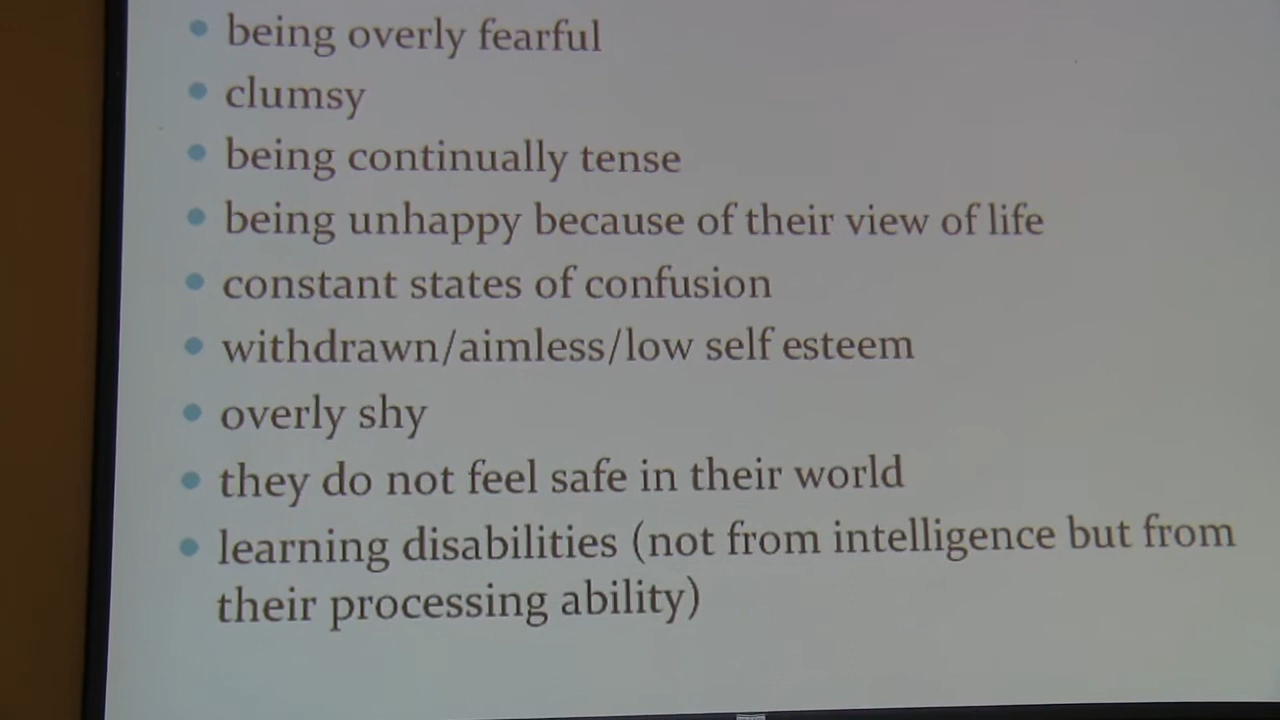 • being overly fearful
• clumsy
• being continually tense
• being unhappy because of their view of life
• constant states of confusion
• withdrawn/aimless/low self esteem
• overly shy
• they do not feel safe in their world
• learning disabilities (not from intelligence but from
their processing ability)